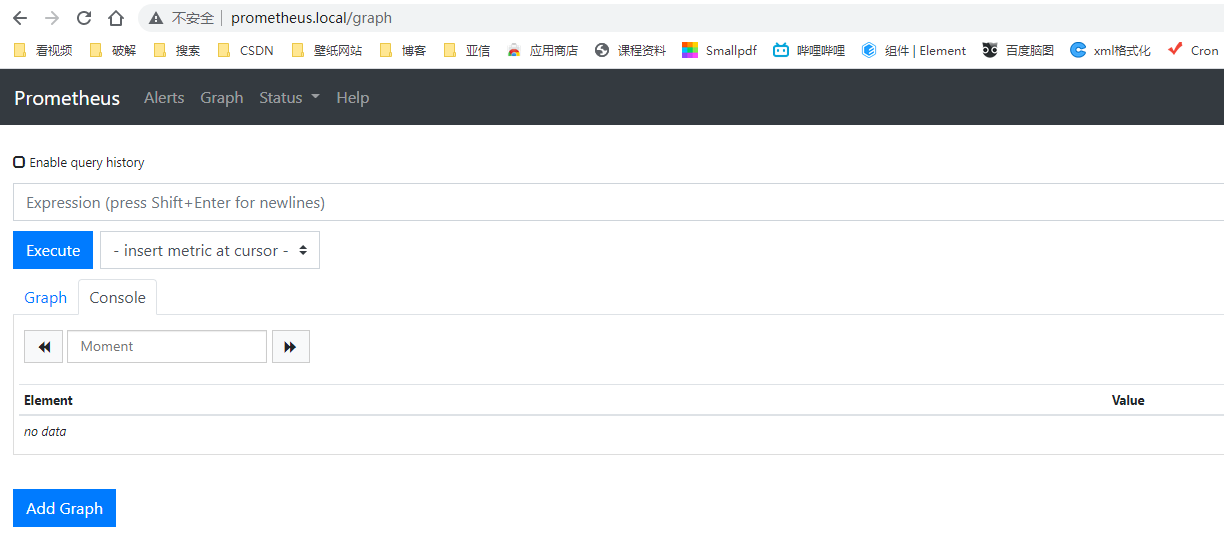 不安全 prometheus.local/graph
看视频 破解 搜索 CSDN 壁纸网站 博客 亚信 应用商店 课程资料 Smallpdf 哔哩哔哩 组件 | Element 百度脑图 xml格式化 Cron
Prometheus Alerts Graph Status Help
Enable query history
Expression (press Shift+Enter for newlines)
Execute - insert metric at cursor -
Graph Console
Moment
Element Value
no data
Add Graph